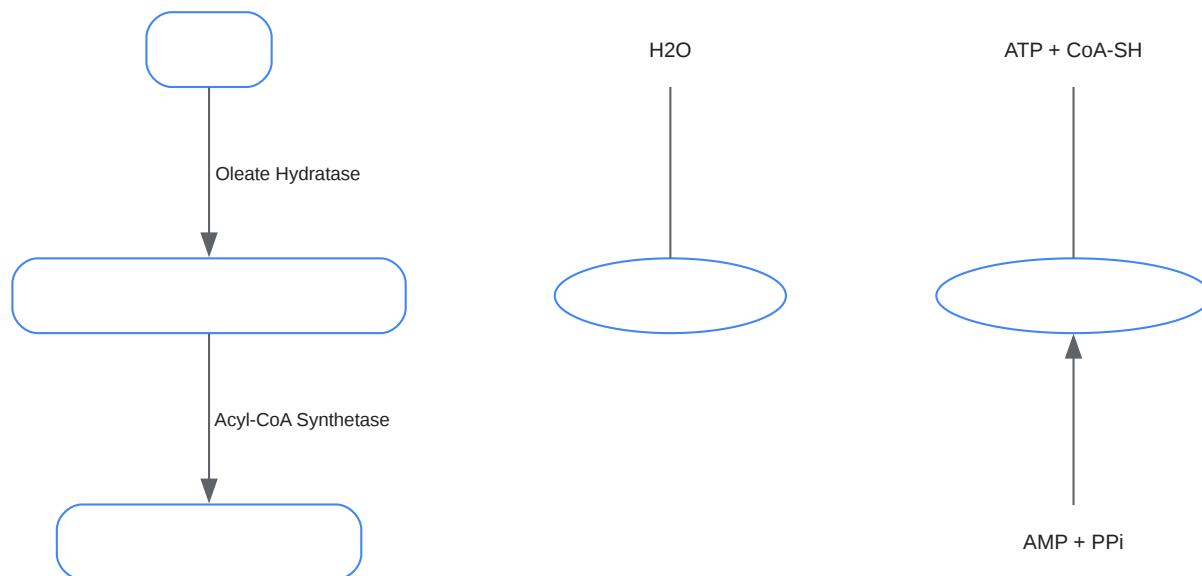 H2O
ATP + CoA-SH
Oleate Hydratase
Acyl-CoA Synthetase
AMP + PPi